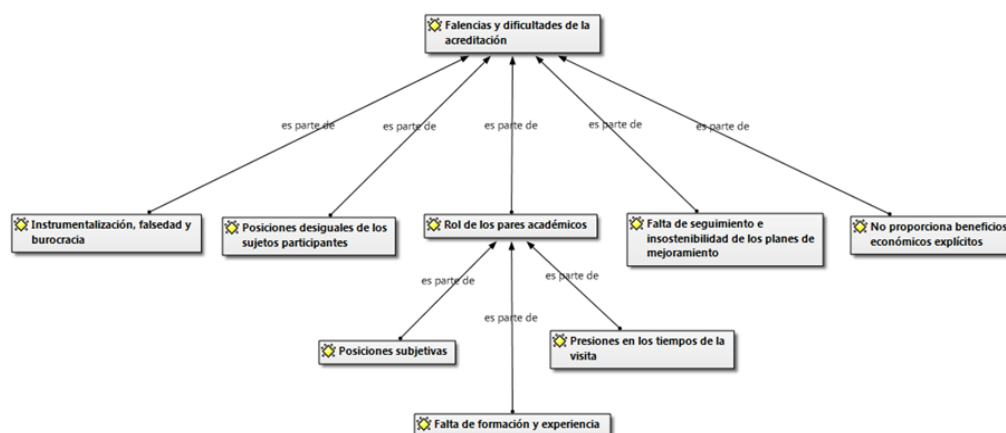 Falencias y dificultades de la
acreditación
es parte de
es parte de
es parte de
es parte de
es parte de
Instrumentalización, falsedad y
burocracia
Posiciones desiguales de los
sujetos participantes
Rol de los pares académicos
Falta de seguimiento e
insostenibilidad de los planes de
mejoramiento
No proporciona beneficios
económicos explícitos
es parte de
es parte de
es parte de
Posiciones subjetivas
Presiones en los tiempos de la
visita
Falta de formación y experiencia